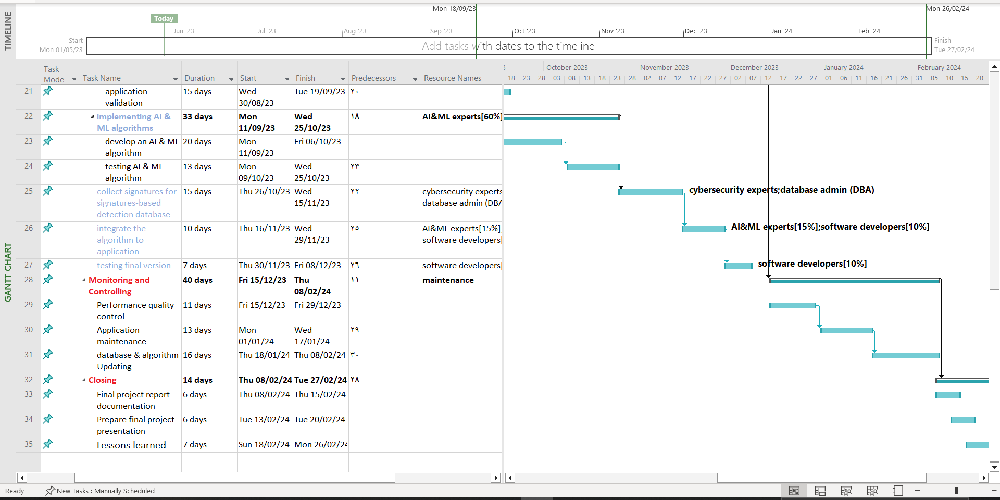 Mon 18/09/23
Mon 26/02/24
TIMELINE
Today
Jun '23
Jul '23
Aug '23
Sep '23
Oct '23
Nov '23
Dec '23
Jan '24
Feb '24
Start
Mon 01/05/23
Add tasks with dates to the timeline
Finish
Tue 27/02/24
GANTT CHART
Task Mode
Task Name
Duration
Start
Finish
Predecessors
Resource Names
3 October 2023 November 2023 December 2023 January 2024 February 2024
18 23 28 03 08 13 18 23 28 02 07 12 17 22 27 02 07 12 17 22 27 01 06 11 16 21 26 31 05 10 15 20
21 application validation 15 days Wed 30/08/23 Tue 19/09/23 ٢٠
22 implementing AI & ML algorithms 33 days Mon 11/09/23 Wed 25/10/23 ١٨ AI&ML experts[60%]
23 develop an AI & ML algorithm 20 days Mon 11/09/23 Fri 06/10/23
24 testing AI & ML algorithm 13 days Mon 09/10/23 Wed 25/10/23 ٢٣
25 collect signatures for signatures-based detection database 15 days Thu 26/10/23 Wed 15/11/23 ٢٢ cybersecurity experts database admin (DBA
cybersecurity experts;database admin (DBA)
26 integrate the algorithm to application 10 days Thu 16/11/23 Wed 29/11/23 ٢٥ AI&ML experts[15%] software developers[
AI&ML experts[15%];software developers[10%]
27 testing final version 7 days Thu 30/11/23 Fri 08/12/23 ٢٦ software developers[
software developers[10%]
28 Monitoring and Controlling 40 days Fri 15/12/23 Thu 08/02/24 ١١ maintenance
29 Performance quality control 11 days Fri 15/12/23 Fri 29/12/23
30 Application maintenance 13 days Mon 01/01/24 Wed 17/01/24 ٢٩
31 database & algorithm Updating 16 days Thu 18/01/24 Thu 08/02/24 ٣٠
32 Closing 14 days Thu 08/02/24 Tue 27/02/24 ٢٨
33 Final project report documentation 6 days Thu 08/02/24 Thu 15/02/24
34 Prepare final project presentation 6 days Tue 13/02/24 Tue 20/02/24
35 Lessons learned 7 days Sun 18/02/24 Mon 26/02/24
Ready
New Tasks : Manually Scheduled